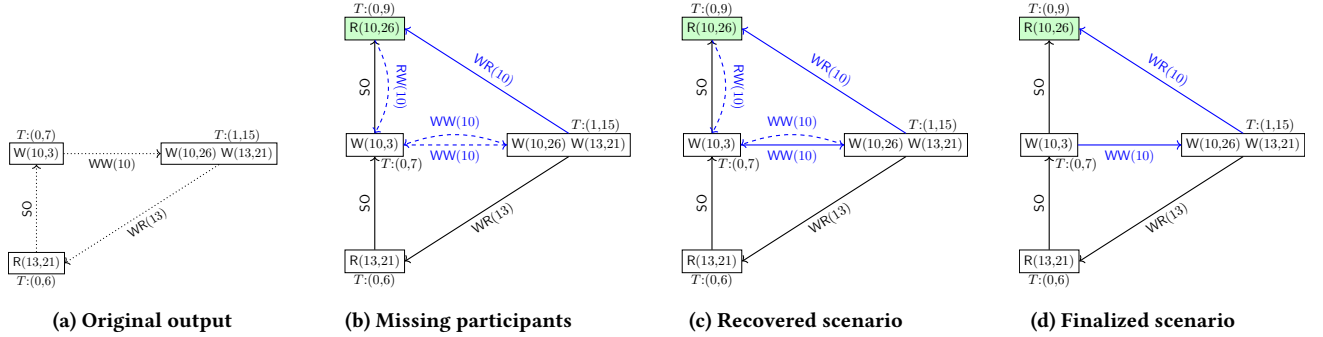 T:(0,7)
T:(1,15)
W(10,3)
W(10,26) W(13,21)
WW(10)
SO
WR(13)
R(13,21)
T:(0,6)
(a) Original output
T:(0,9)
R(10,26)
SO
RW(10)
WR(10)
WW(10)
T:(1,15)
W(10,3)
W(10,26) W(13,21)
WW(10)
T:(0,7)
SO
WR(13)
R(13,21)
T:(0,6)
(b) Missing participants
T:(0,9)
R(10,26)
SO
RW(10)
WR(10)
WW(10)
T:(1,15)
W(10,3)
W(10,26) W(13,21)
WW(10)
T:(0,7)
SO
WR(13)
R(13,21)
T:(0,6)
(c) Recovered scenario
T:(0,9)
R(10,26)
SO
WR(10)
T:(1,15)
W(10,3)
W(10,26) W(13,21)
WW(10)
T:(0,7)
SO
WR(13)
R(13,21)
T:(0,6)
(d) Finalized scenario